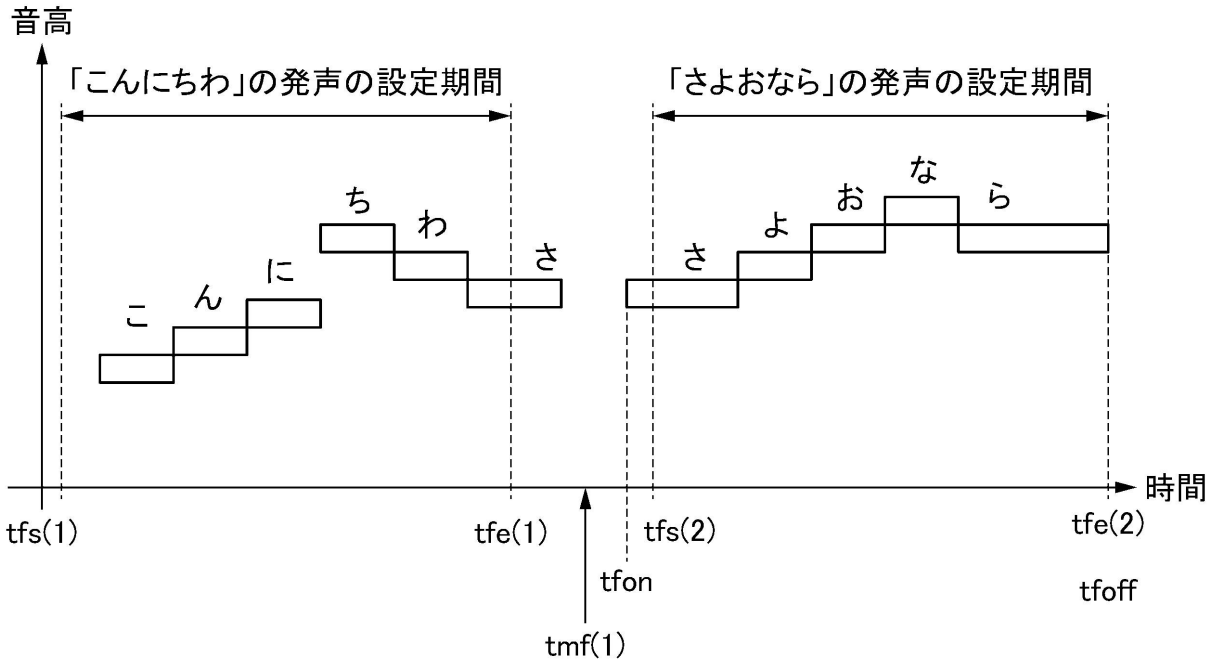 音高
「こんにちわ」の発声の設定期間
「さよおなら」の発声の設定期間
こ
ん
に
ち
わ
さ
さ
よ
お
な
ら
時間
tfs(1)
tfe(1)
tfs(2)
tfe(2)
tfon
tfoff
tmf(1)